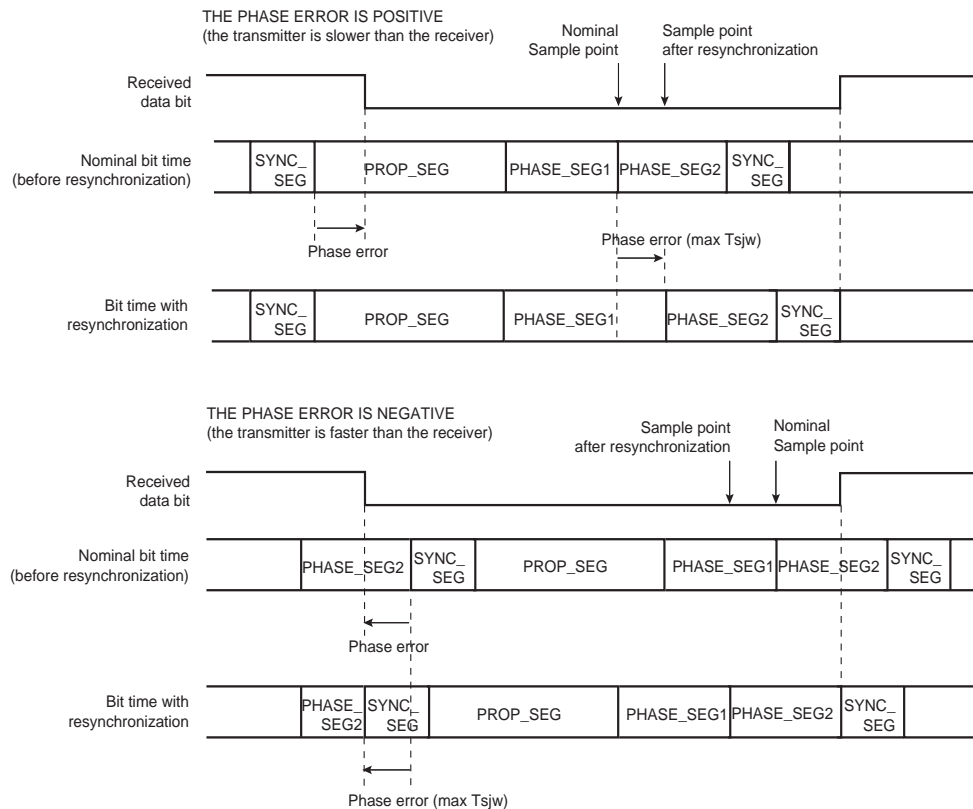 THE PHASE ERROR IS POSITIVE
(the transmitter is slower than the receiver)
Nominal
Sample point
Sample point
after resynchronization
Received
data bit
Nominal bit time
(before resynchronization)
SYNC_
SEG
PROP_SEG
PHASE_SEG1
PHASE_SEG2
SYNC_
SEG
Phase error
Phase error (max Tsjw)
Bit time with
resynchronization
SYNC_
SEG
PROP_SEG
PHASE_SEG1
PHASE_SEG2
SYNC_
SEG
THE PHASE ERROR IS NEGATIVE
(the transmitter is faster than the receiver)
Sample point
after resynchronization
Nominal
Sample point
Received
data bit
Nominal bit time
(before resynchronization)
PHASE_SEG2
SYNC_
SEG
PROP_SEG
PHASE_SEG1
PHASE_SEG2
SYNC_
SEG
Phase error
Bit time with
resynchronization
PHASE_
SEG2
SYNC_
SEG
PROP_SEG
PHASE_SEG1
PHASE_SEG2
SYNC_
SEG
Phase error (max Tsjw)